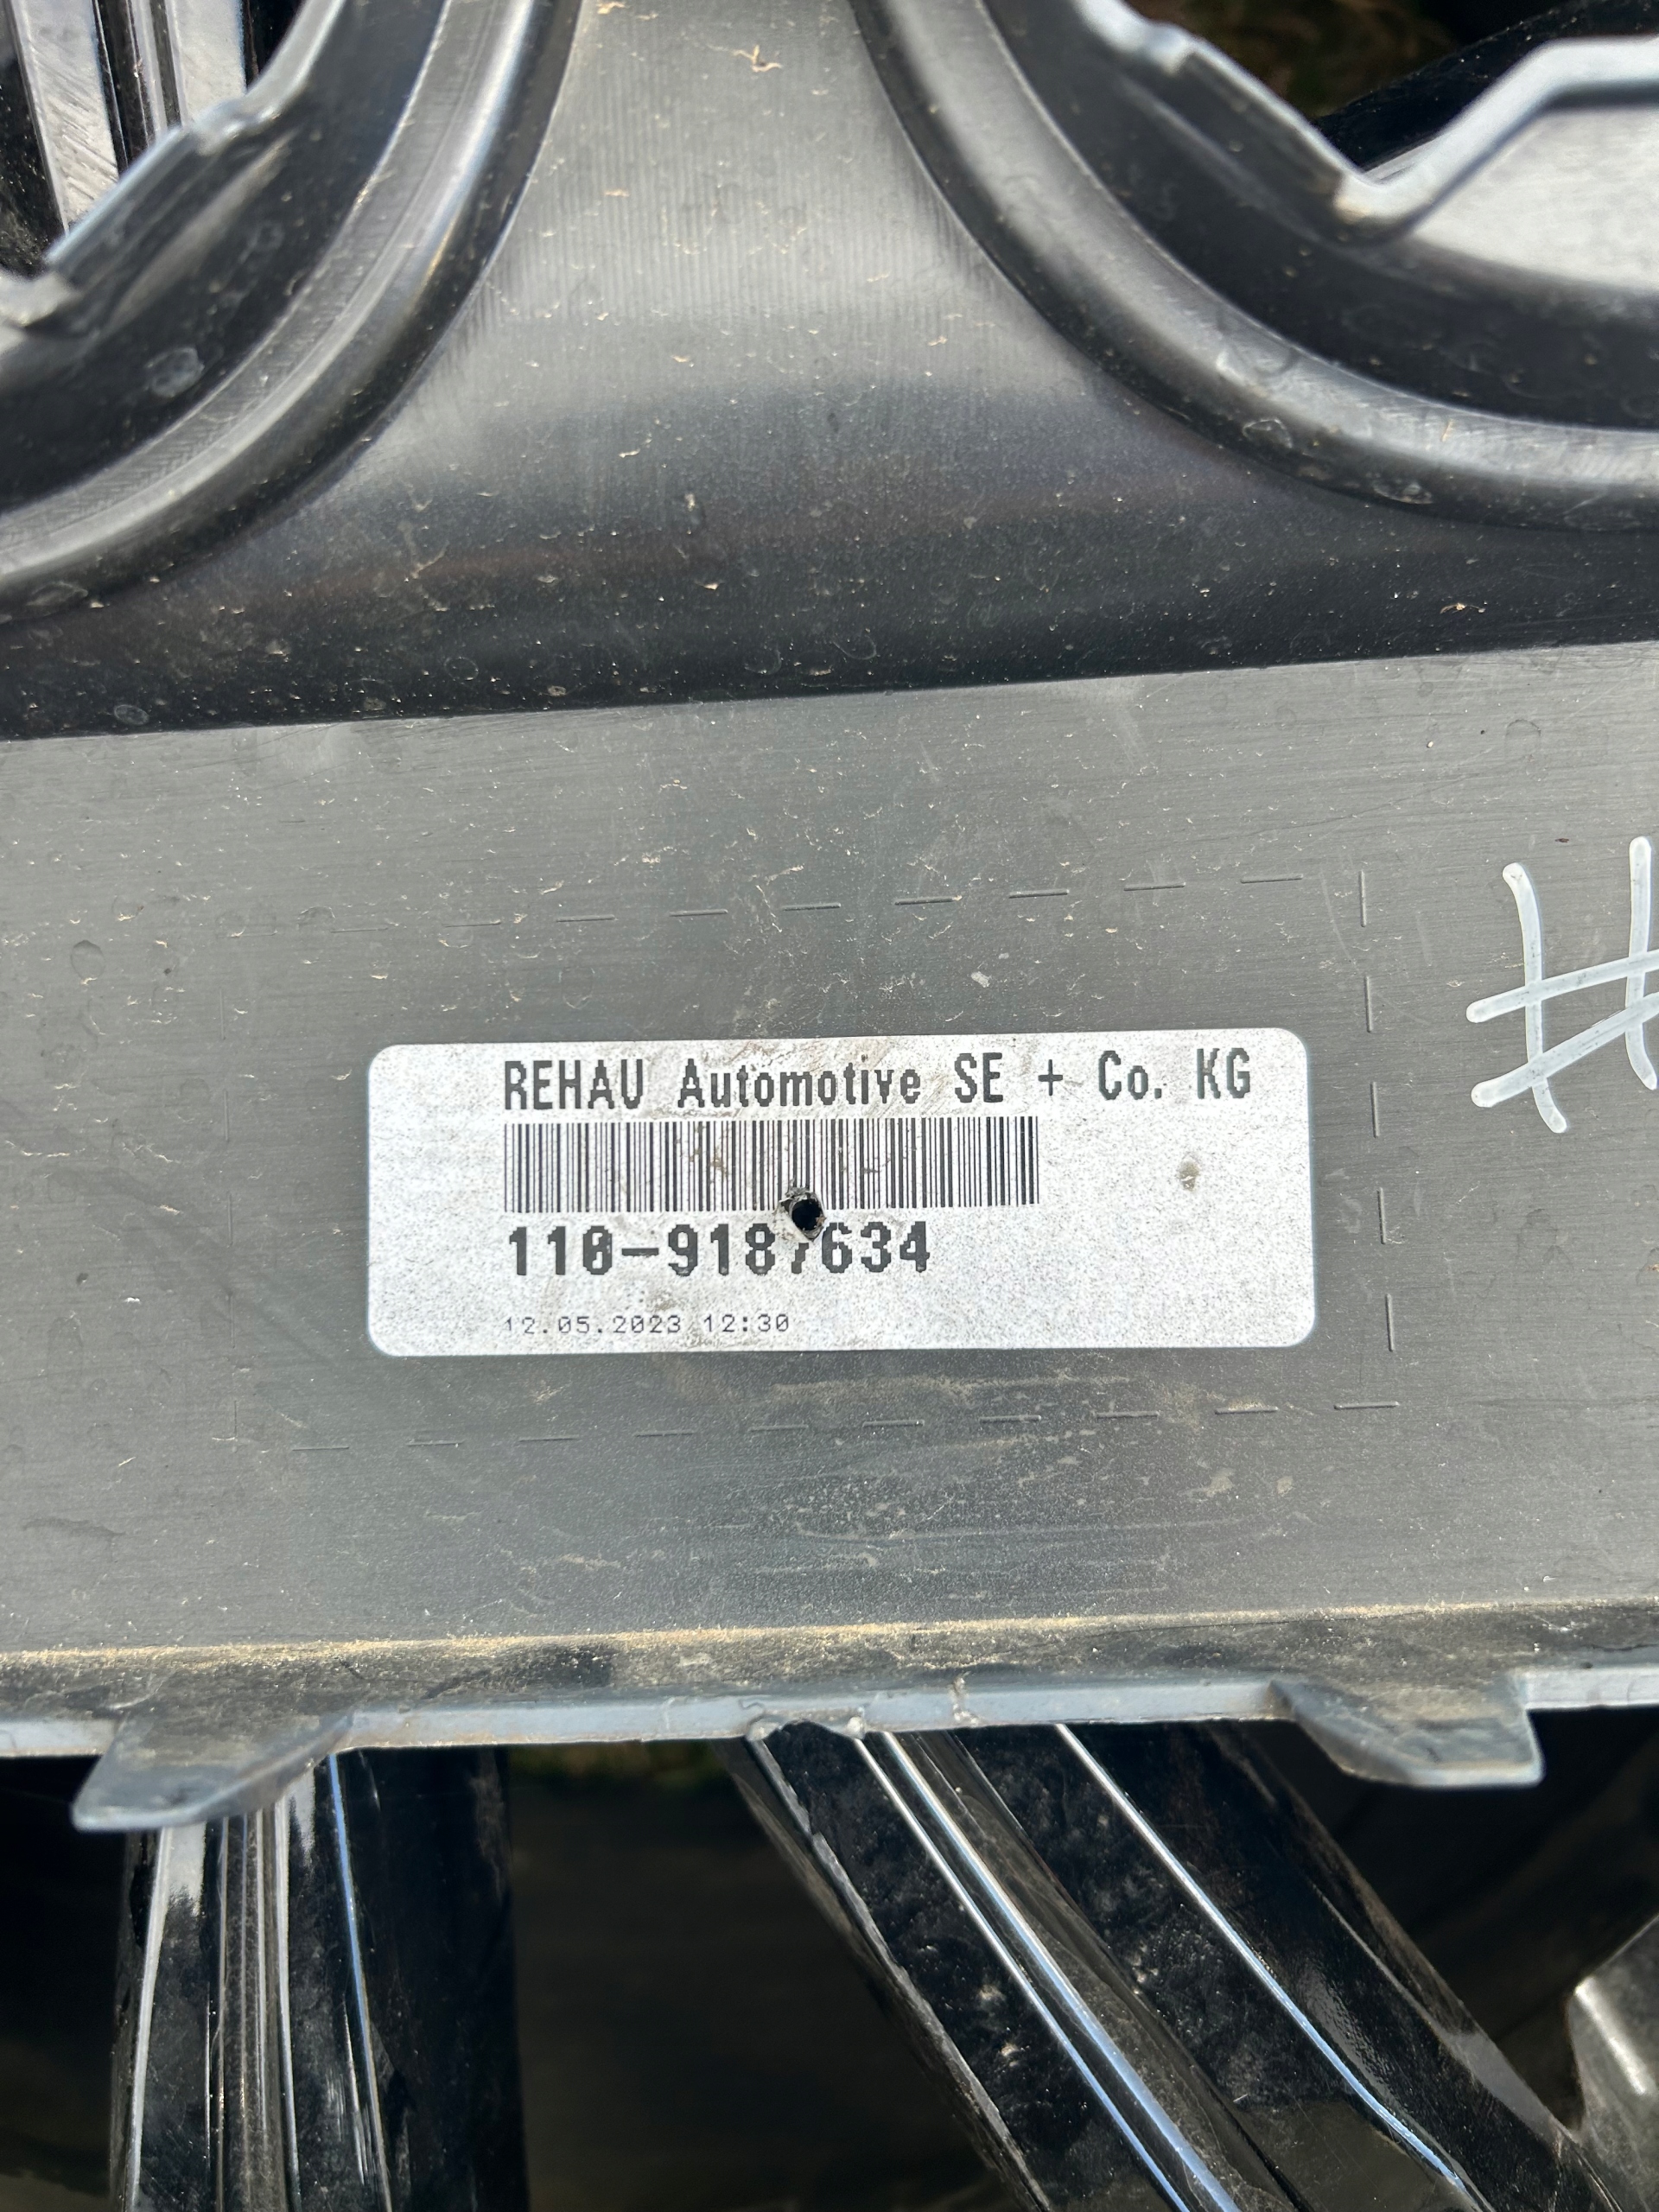 REHAU Automotive SE + Co. KG
110-9187634
12.05.2023 12:30
#